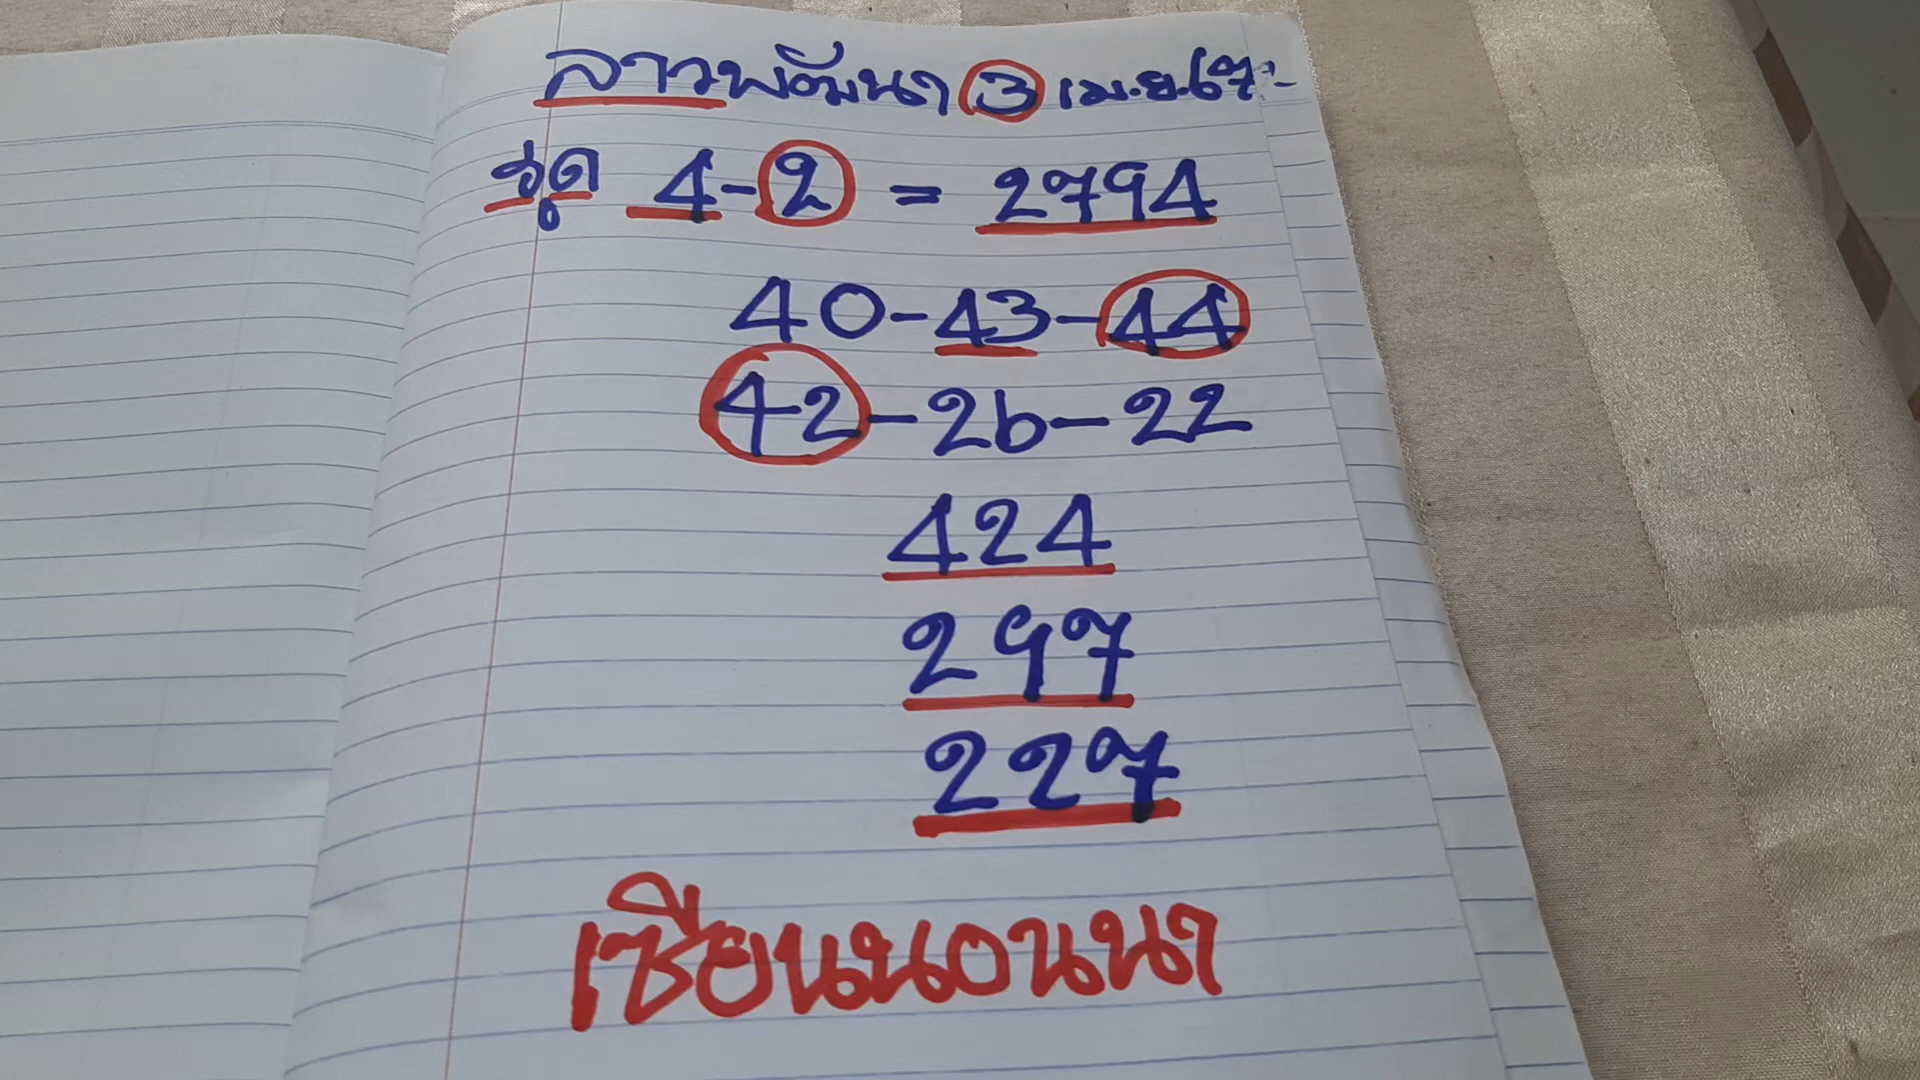 ลาวพัฒนา 3 เม.ย.67
ชุด 4-2 = 2794
40-43-44
42-26-22
424
297
227
เซียนนอนนา